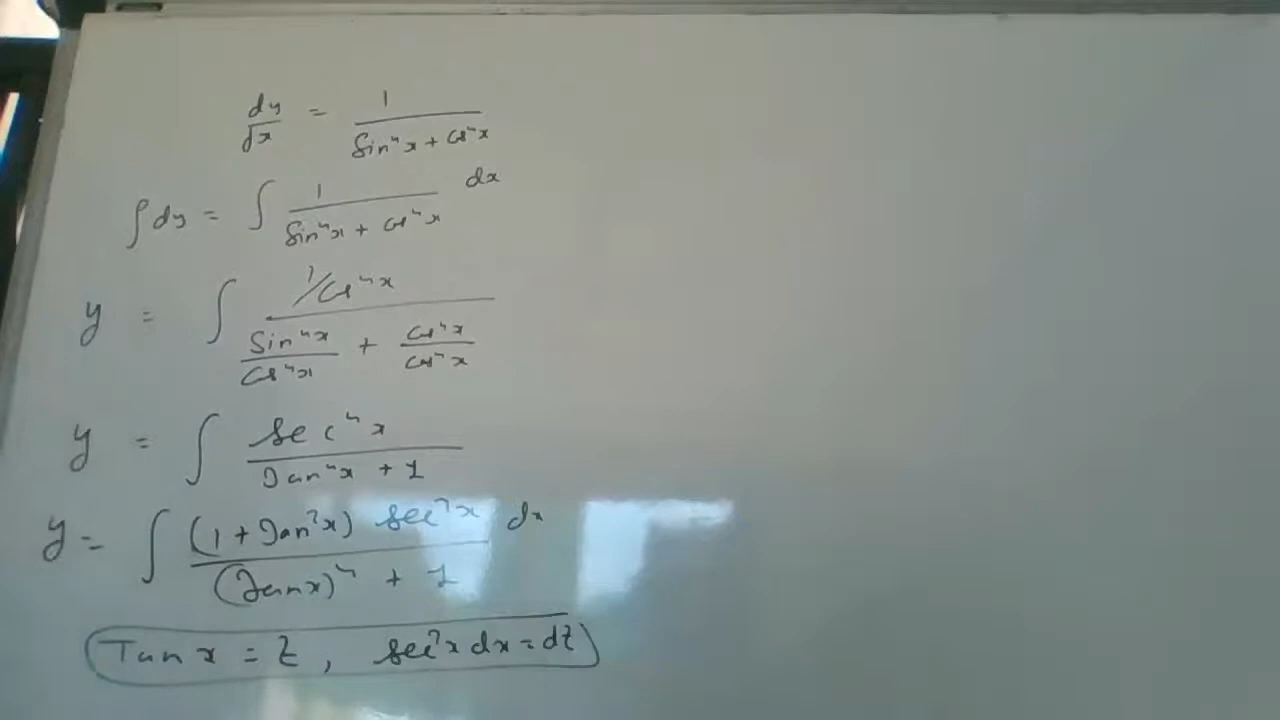 dy/dx = 1/(Sin⁴x + Cos⁴x)
∫dy = ∫ 1/(Sin⁴x + Cos⁴x) dx
y = ∫ (1/Cos⁴x)/(Sin⁴x/Cos⁴x + Cos⁴x/Cos⁴x)
y = ∫ Sec⁴x/(Tan⁴x + 1)
y = ∫ (1 + Tan²x) sec²x/((Tanx)⁴ + 1) dx
Tan x = z, sec²x dx = dz